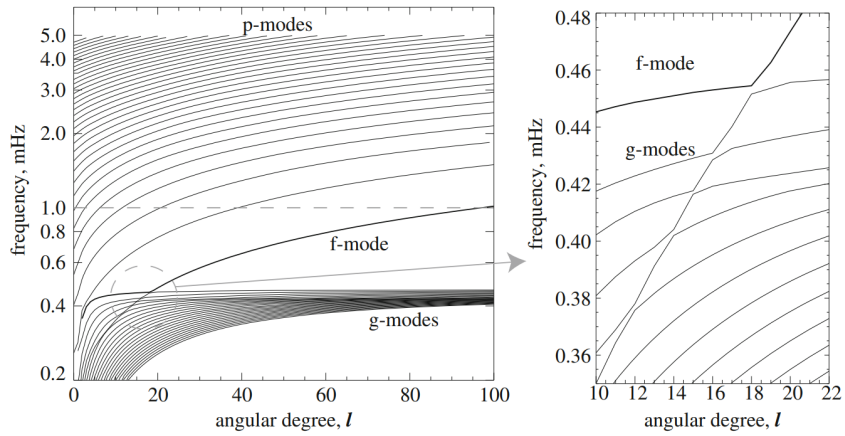 p-modes
5.0
4.0
3.0
2.0
1.0
0.8
0.6
0.4
0.2
frequency, mHz
f-mode
g-modes
0 20 40 60 80 100
angular degree, l
0.48
0.46
0.44
0.42
0.40
0.38
0.36
frequency, mHz
f-mode
g-modes
10 12 14 16 18 20 22
angular degree, l